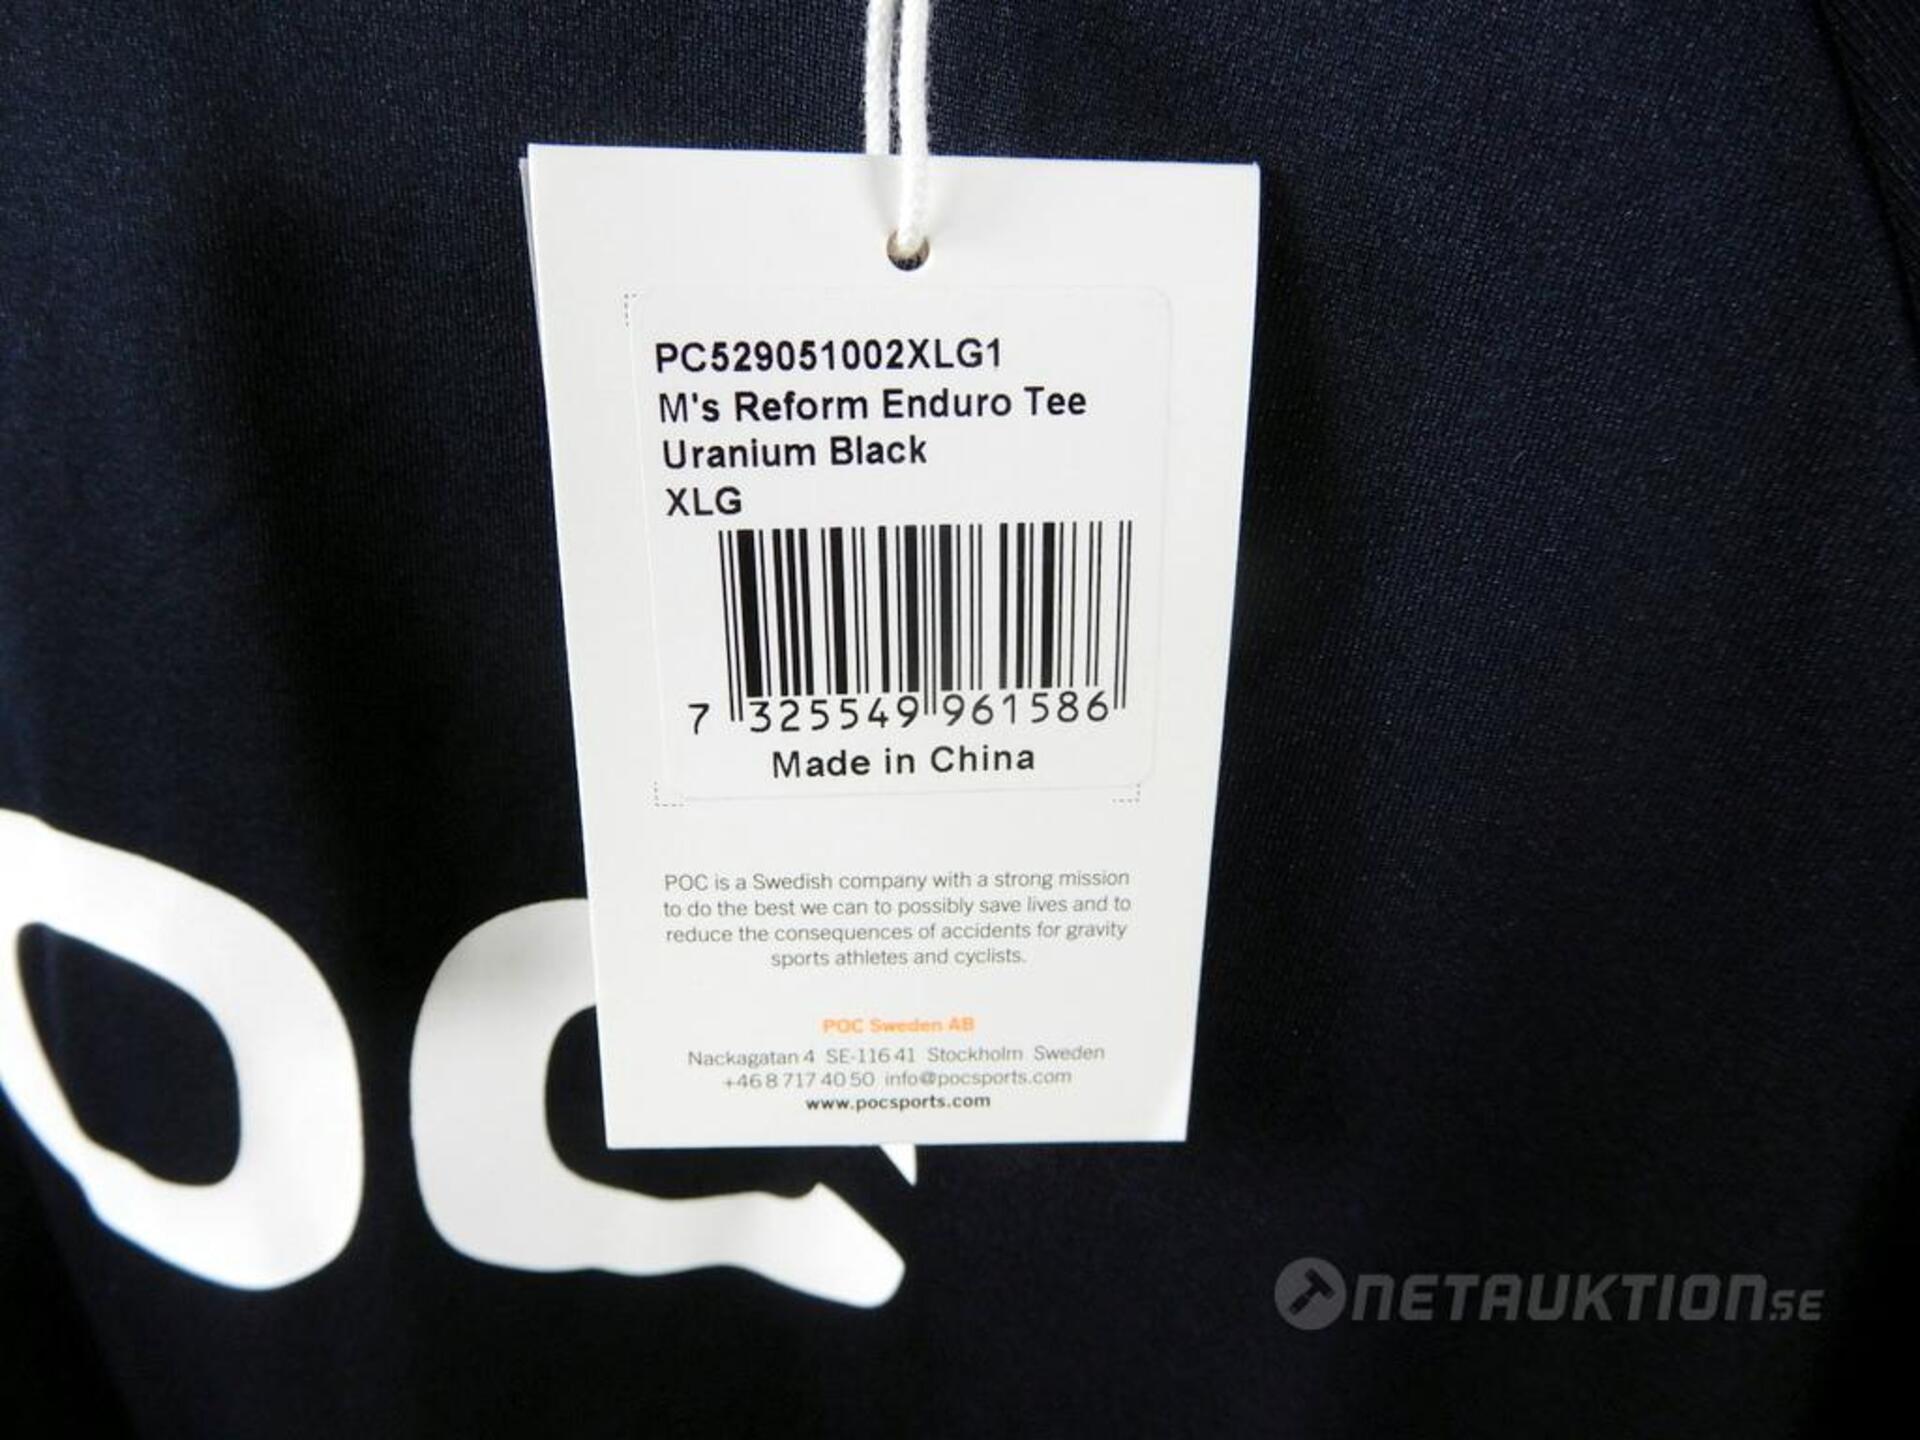 PC529051002XLG1
M's Reform Enduro Tee
Uranium Black
XLG
7 325549 961586
Made in China
POC is a Swedish company with a strong mission
to do the best we can to possibly save lives and to
reduce the consequences of accidents for gravity
sports athletes and cyclists.
POC Sweden AB
Nackagatan 4 SE-116 41 Stockholm Sweden
+46 8 717 40 50 info@pocsports.com
www.pocsports.com
NETAUKTION.SE